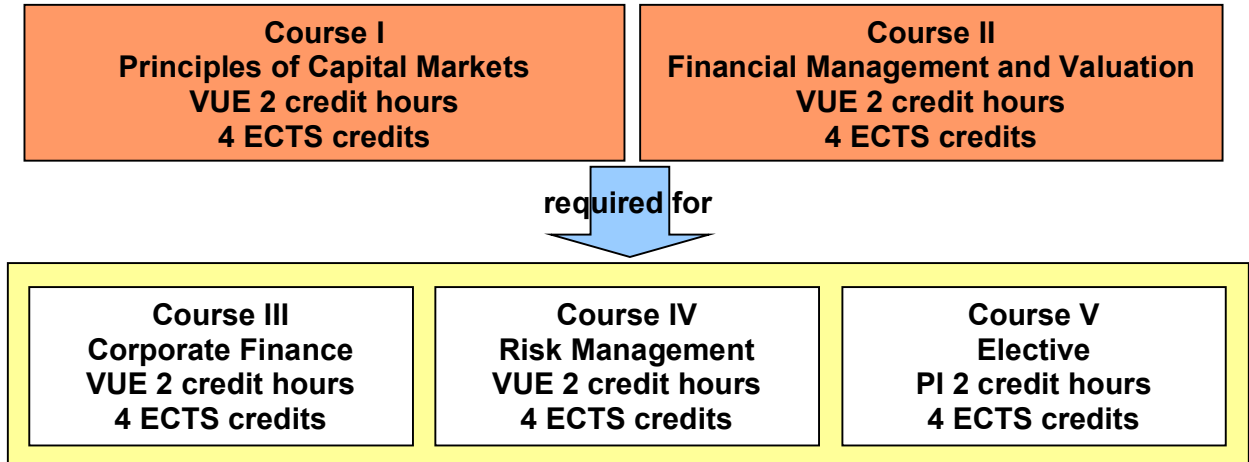 Course I
Principles of Capital Markets
VUE 2 credit hours
4 ECTS credits
Course II
Financial Management and Valuation
VUE 2 credit hours
4 ECTS credits
required for
Course III
Corporate Finance
VUE 2 credit hours
4 ECTS credits
Course IV
Risk Management
VUE 2 credit hours
4 ECTS credits
Course V
Elective
PI 2 credit hours
4 ECTS credits